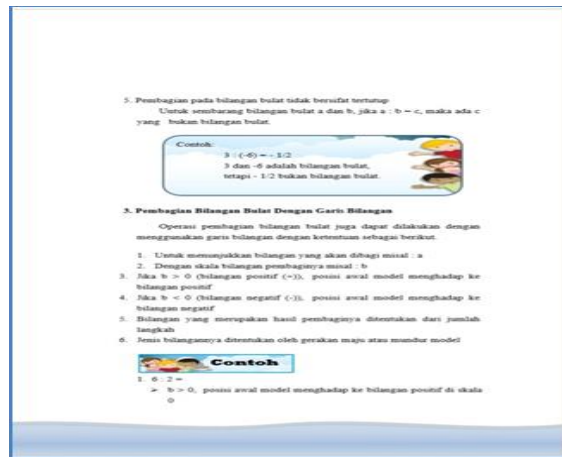 5. Pembagian pada bilangan bulat tidak bersifat tertutup
Untuk sembarang bilangan bulat a dan b, jika a : b = c, maka ada c
yang bukan bilangan bulat.
Contoh:
3 : (-6) = - 1/2
3 dan -6 adalah bilangan bulat,
tetapi - 1/2 bukan bilangan bulat.
3. Pembagian Bilangan Bulat Dengan Garis Bilangan
Operasi pembagian bilangan bulat juga dapat dilakukan dengan
menggunakan garis bilangan dengan ketentuan sebagai berikut.
1. Untuk menunjukkan bilangan yang akan dibagi misal : a
2. Dengan skala bilangan pembaginya misal : b
3. Jika b > 0 (bilangan positif (+)), posisi awal model menghadap ke
bilangan positif
4. Jika b < 0 (bilangan negatif (-)), posisi awal model menghadap ke
bilangan negatif
5. Bilangan yang merupakan hasil pembaginya ditentukan dari jumlah
langkah
6. Jenis bilangannya ditentukan oleh gerakan maju atau mundur model
Contoh
1. 6 : 2 =
➢ b > 0, posisi awal model menghadap ke bilangan positif di skala
0